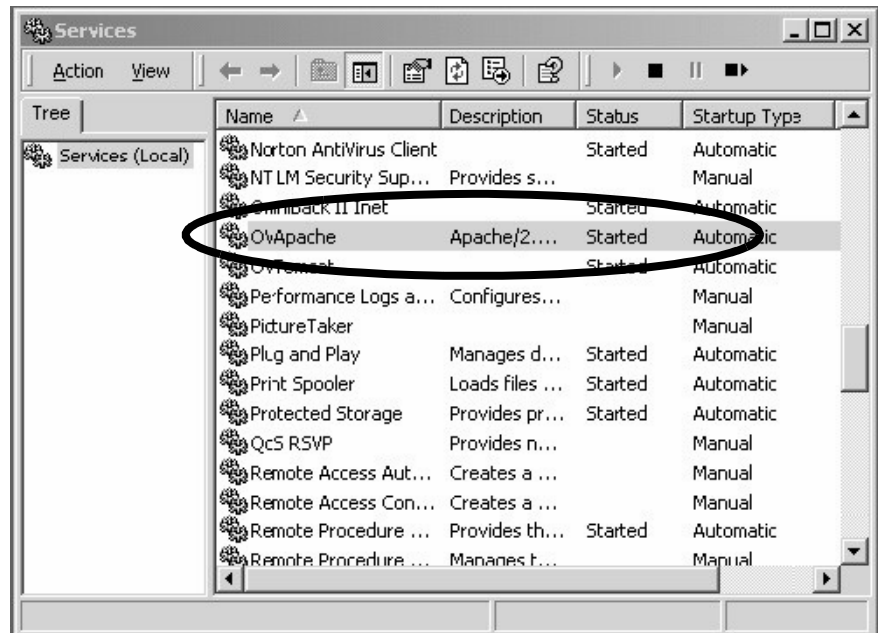 Services
Action View
Tree
Services (Local)
Name Description Status Startup Type
Norton AntiVirus Client Started Automatic
NT LM Security Sup... Provides s... Manual
OmniBack II Inet Started Automatic
OVApache Apache/2.... Started Automatic
OVTomcat Started Automatic
Performance Logs a... Configures... Manual
PictureTaker Manual
Plug and Play Manages d... Started Automatic
Print Spooler Loads files ... Started Automatic
Protected Storage Provides pr... Started Automatic
QoS RSVP Provides n... Manual
Remote Access Aut... Creates a ... Manual
Remote Access Con... Creates a ... Manual
Remote Procedure ... Provides th... Started Automatic
Remote Procedure ... Manages t... Manual